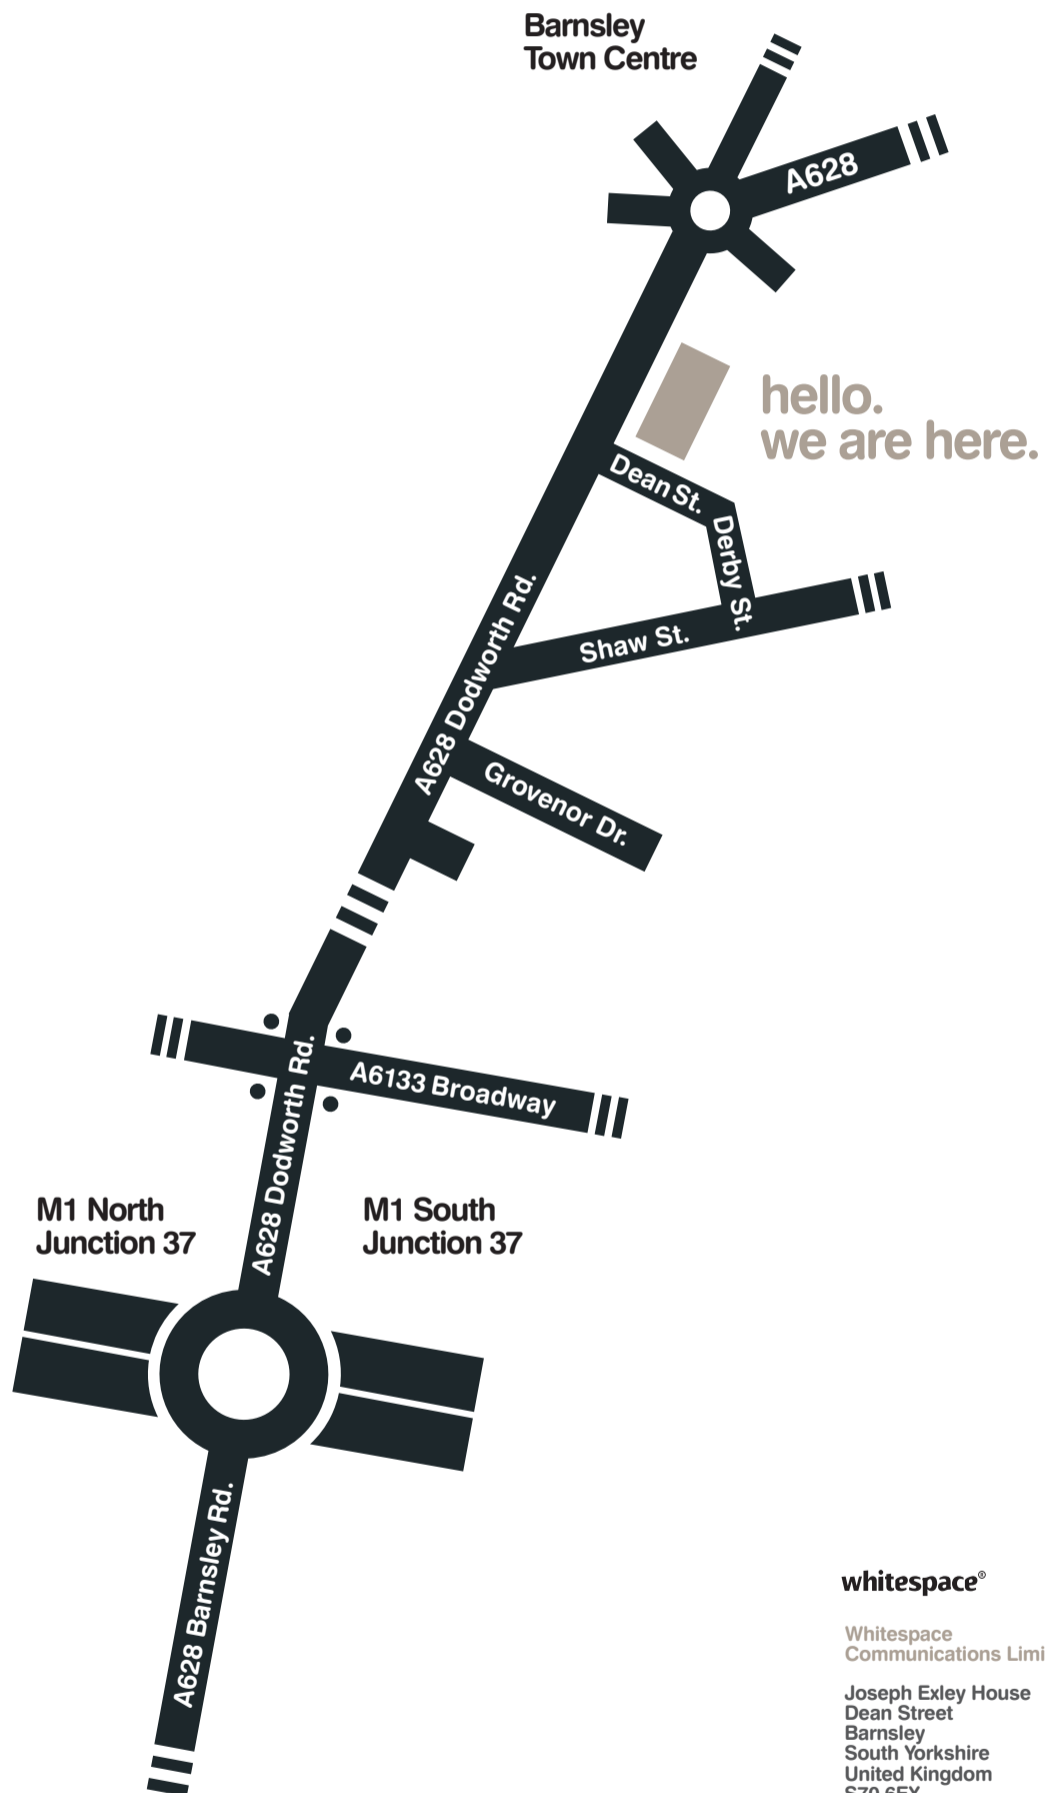 Barnsley
Town Centre
A628
hello.
we are here.
Dean St.
Derby St.
Shaw St.
A628 Dodworth Rd.
Grovenor Dr.
A6133 Broadway
A628 Dodworth Rd.
M1 North
Junction 37
M1 South
Junction 37
A628 Barnsley Rd.
whitespace®
Whitespace
Communications Limi
Joseph Exley House
Dean Street
Barnsley
South Yorkshire
United Kingdom